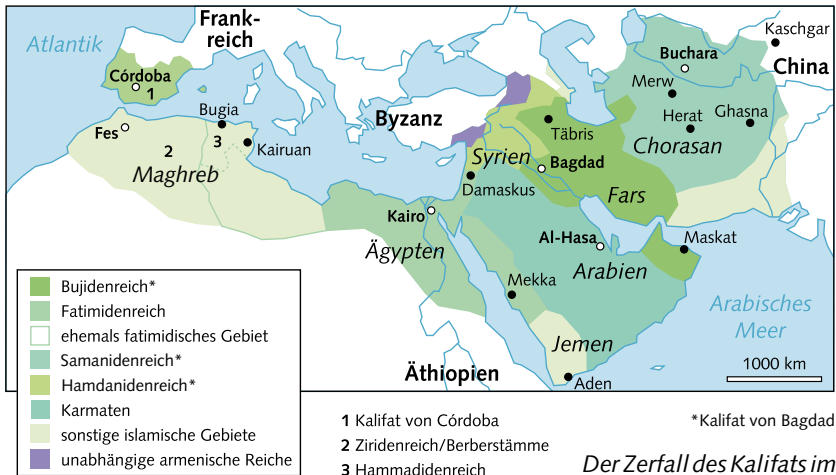 Atlantik
Frank-
reich
Kaschgar
Buchara
China
Córdoba
1
Merw
Bugia
Herat
Ghasna
Fes
Byzanz
Täbris
Chorasan
2
3
Kairuan
Maghreb
Syrien
Bagdad
Damaskus
Fars
Kairo
Al-Hasa
Maskat
Ägypten
Arabien
Mekka
Arabisches
Meer
Jemen
1000 km
Äthiopien
Aden
Bujidenreich*
Fatimidenreich
ehemals fatimidisches Gebiet
Samanidenreich*
Hamdanidenreich*
Karmaten
sonstige islamische Gebiete
unabhängige armenische Reiche
1 Kalifat von Córdoba
2 Ziridenreich/Berberstämme
3 Hammadidenreich
*Kalifat von Bagdad
Der Zerfall des Kalifats im